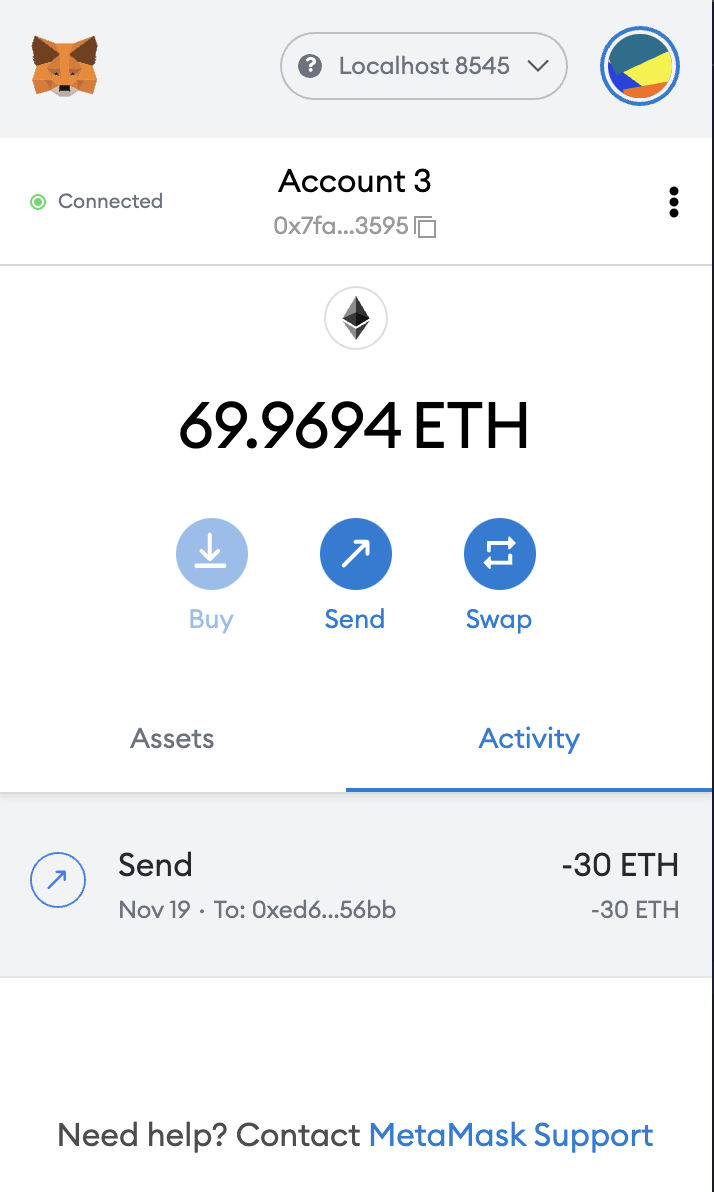 ? Localhost 8545
Account 3
Connected
0x7fa...3595
69.9694 ETH
Buy Send Swap
Assets Activity
Send -30 ETH
Nov 19 · To: 0xed6...56bb -30 ETH
Need help? Contact MetaMask Support